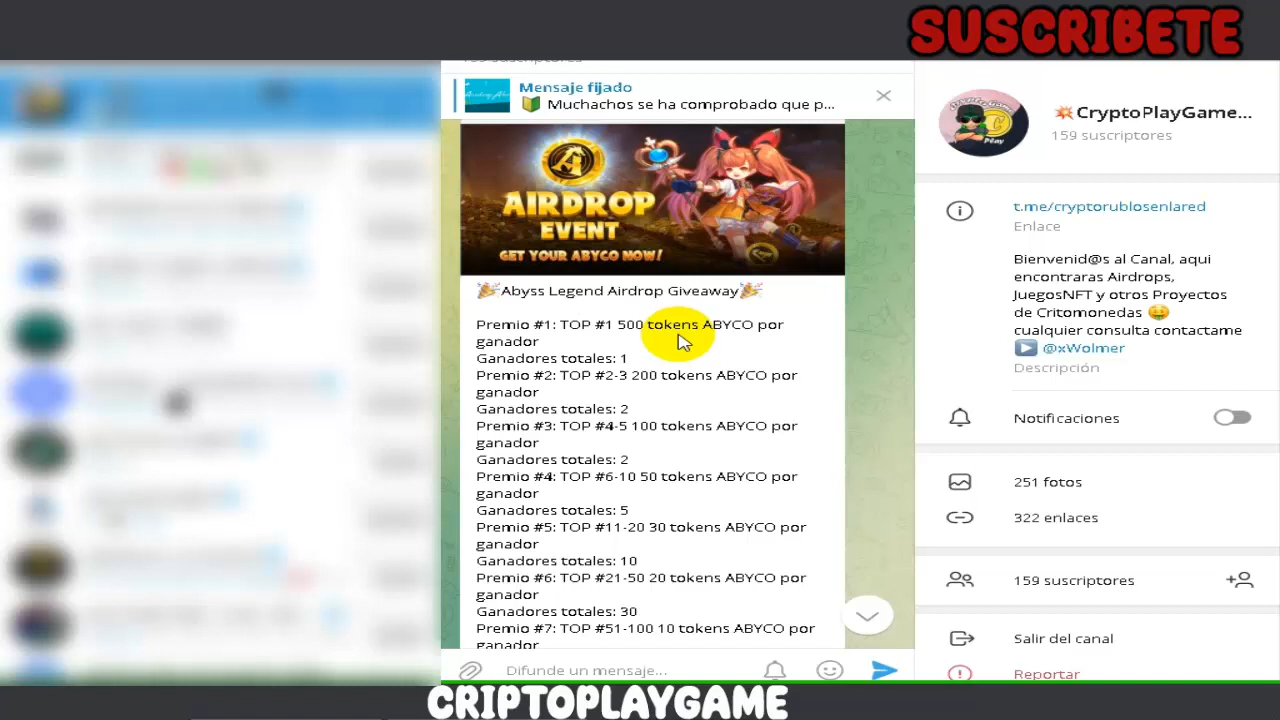 SUSCRIBETE
Mensaje fijado
🔰 Muchachos se ha comprobado que p...
AIRDROP
EVENT
GET YOUR ABYCO NOW!
🎉Abyss Legend Airdrop Giveaway🎉
Premio #1: TOP #1 500 tokens ABYCO por
ganador
Ganadores totales: 1
Premio #2: TOP #2-3 200 tokens ABYCO por
ganador
Ganadores totales: 2
Premio #3: TOP #4-5 100 tokens ABYCO por
ganador
Ganadores totales: 2
Premio #4: TOP #6-10 50 tokens ABYCO por
ganador
Ganadores totales: 5
Premio #5: TOP #11-20 30 tokens ABYCO por
ganador
Ganadores totales: 10
Premio #6: TOP #21-50 20 tokens ABYCO por
ganador
Ganadores totales: 30
Premio #7: TOP #51-100 10 tokens ABYCO por
ganador
Difunde un mensaje...
💥CryptoPlayGame...
159 suscriptores
t.me/cryptorublosenlared
Enlace
Bienvenid@s al Canal, aqui
encontraras Airdrops,
JuegosNFT y otros Proyectos
de Critomonedas 🤑
cualquier consulta contactame
▶️ @xWolmer
Descripción
Notificaciones
251 fotos
322 enlaces
159 suscriptores
Salir del canal
Reportar
CRIPTOPLAYGAME